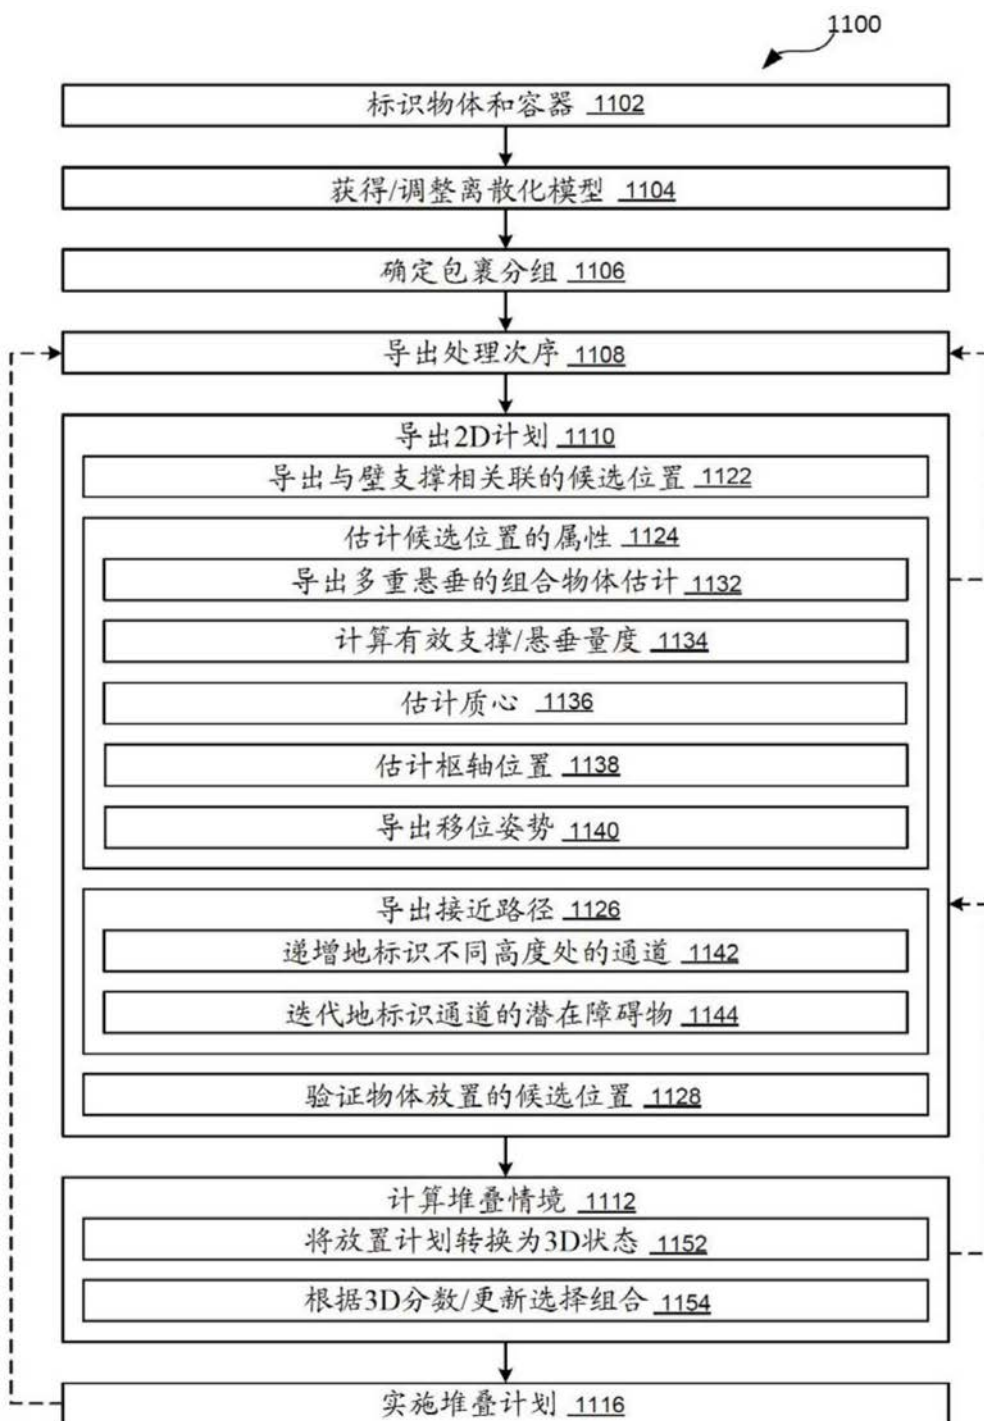 1100
标识物体和容器 1102
获得/调整离散化模型 1104
确定包裹分组 1106
导出处理次序 1108
导出2D计划 1110
导出与壁支撑相关联的候选位置 1122
估计候选位置的属性 1124
导出多重悬垂的组合物体估计 1132
计算有效支撑/悬垂量度 1134
估计质心 1136
估计枢轴位置 1138
导出移位姿势 1140
导出接近路径 1126
递增地标识不同高度处的通道 1142
迭代地标识通道的潜在障碍物 1144
验证物体放置的候选位置 1128
计算堆叠情境 1112
将放置计划转换为3D状态 1152
根据3D分数/更新选择组合 1154
实施堆叠计划 1116